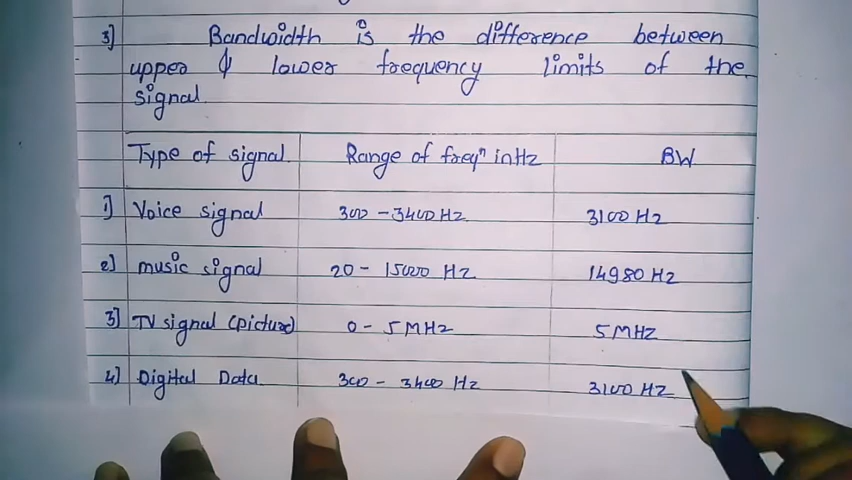 3] Bandwidth is the difference between
upper & lower frequency limits of the
signal
Type of signal Range of freqⁿ in Hz BW
1] Voice signal 300 - 3400 Hz 3100 Hz
2] music signal 20 - 15000 Hz 14980 Hz
3] TV signal (picture) 0 - 5 MHz 5 MHZ
4] Digital Data 300 - 3400 Hz 3100 HZ